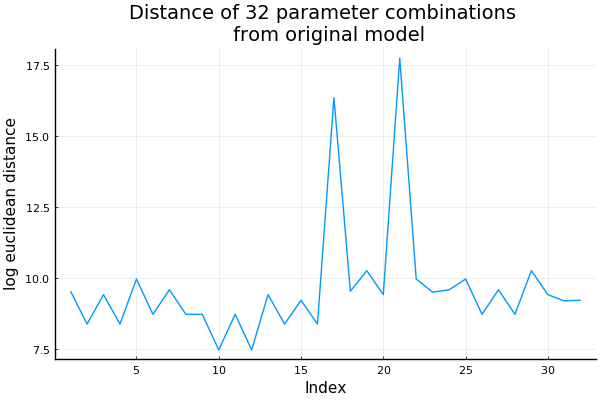 Distance of 32 parameter combinations
from original model
17.5
15.0
12.5
10.0
7.5
log euclidean distance
5
10
15
20
25
30
Index